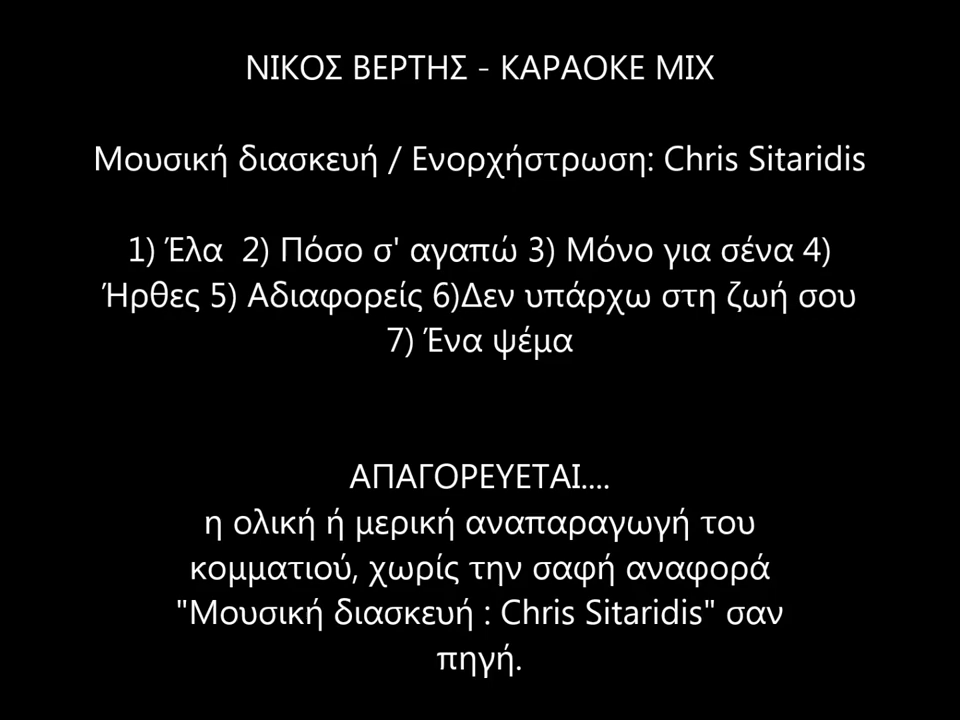 ΝΙΚΟΣ ΒΕΡΤΗΣ - ΚΑΡΑΟΚΕ ΜΙΧ
Μουσική διασκευή / Ενορχήστρωση: Chris Sitaridis
1) Έλα  2) Πόσο σ' αγαπώ 3) Μόνο για σένα 4)
Ήρθες 5) Αδιαφορείς 6)Δεν υπάρχω στη ζωή σου
7) Ένα ψέμα
ΑΠΑΓΟΡΕΥΕΤΑΙ....
η ολική ή μερική αναπαραγωγή του
κομματιού, χωρίς την σαφή αναφορά
"Μουσική διασκευή : Chris Sitaridis" σαν
πηγή.